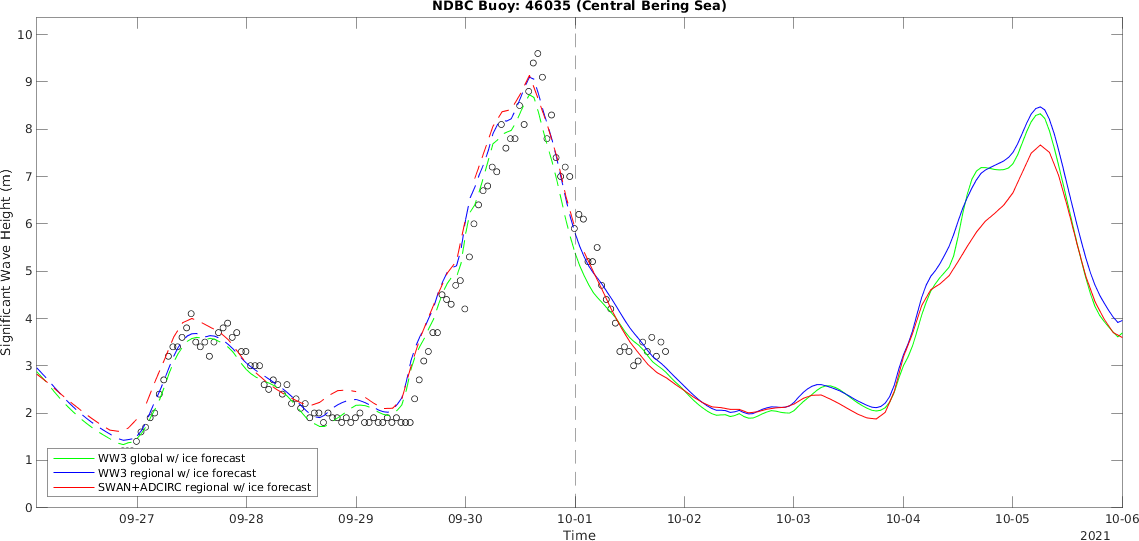 NDBC Buoy: 46035 (Central Bering Sea)
10
9
8
7
6
5
4
3
2
1
0
Significant Wave Height (m)
WW3 global w/ ice forecast
WW3 regional w/ ice forecast
SWAN+ADCIRC regional w/ ice forecast
09-27 09-28 09-29 09-30 10-01 10-02 10-03 10-04 10-05 10-06
Time
2021